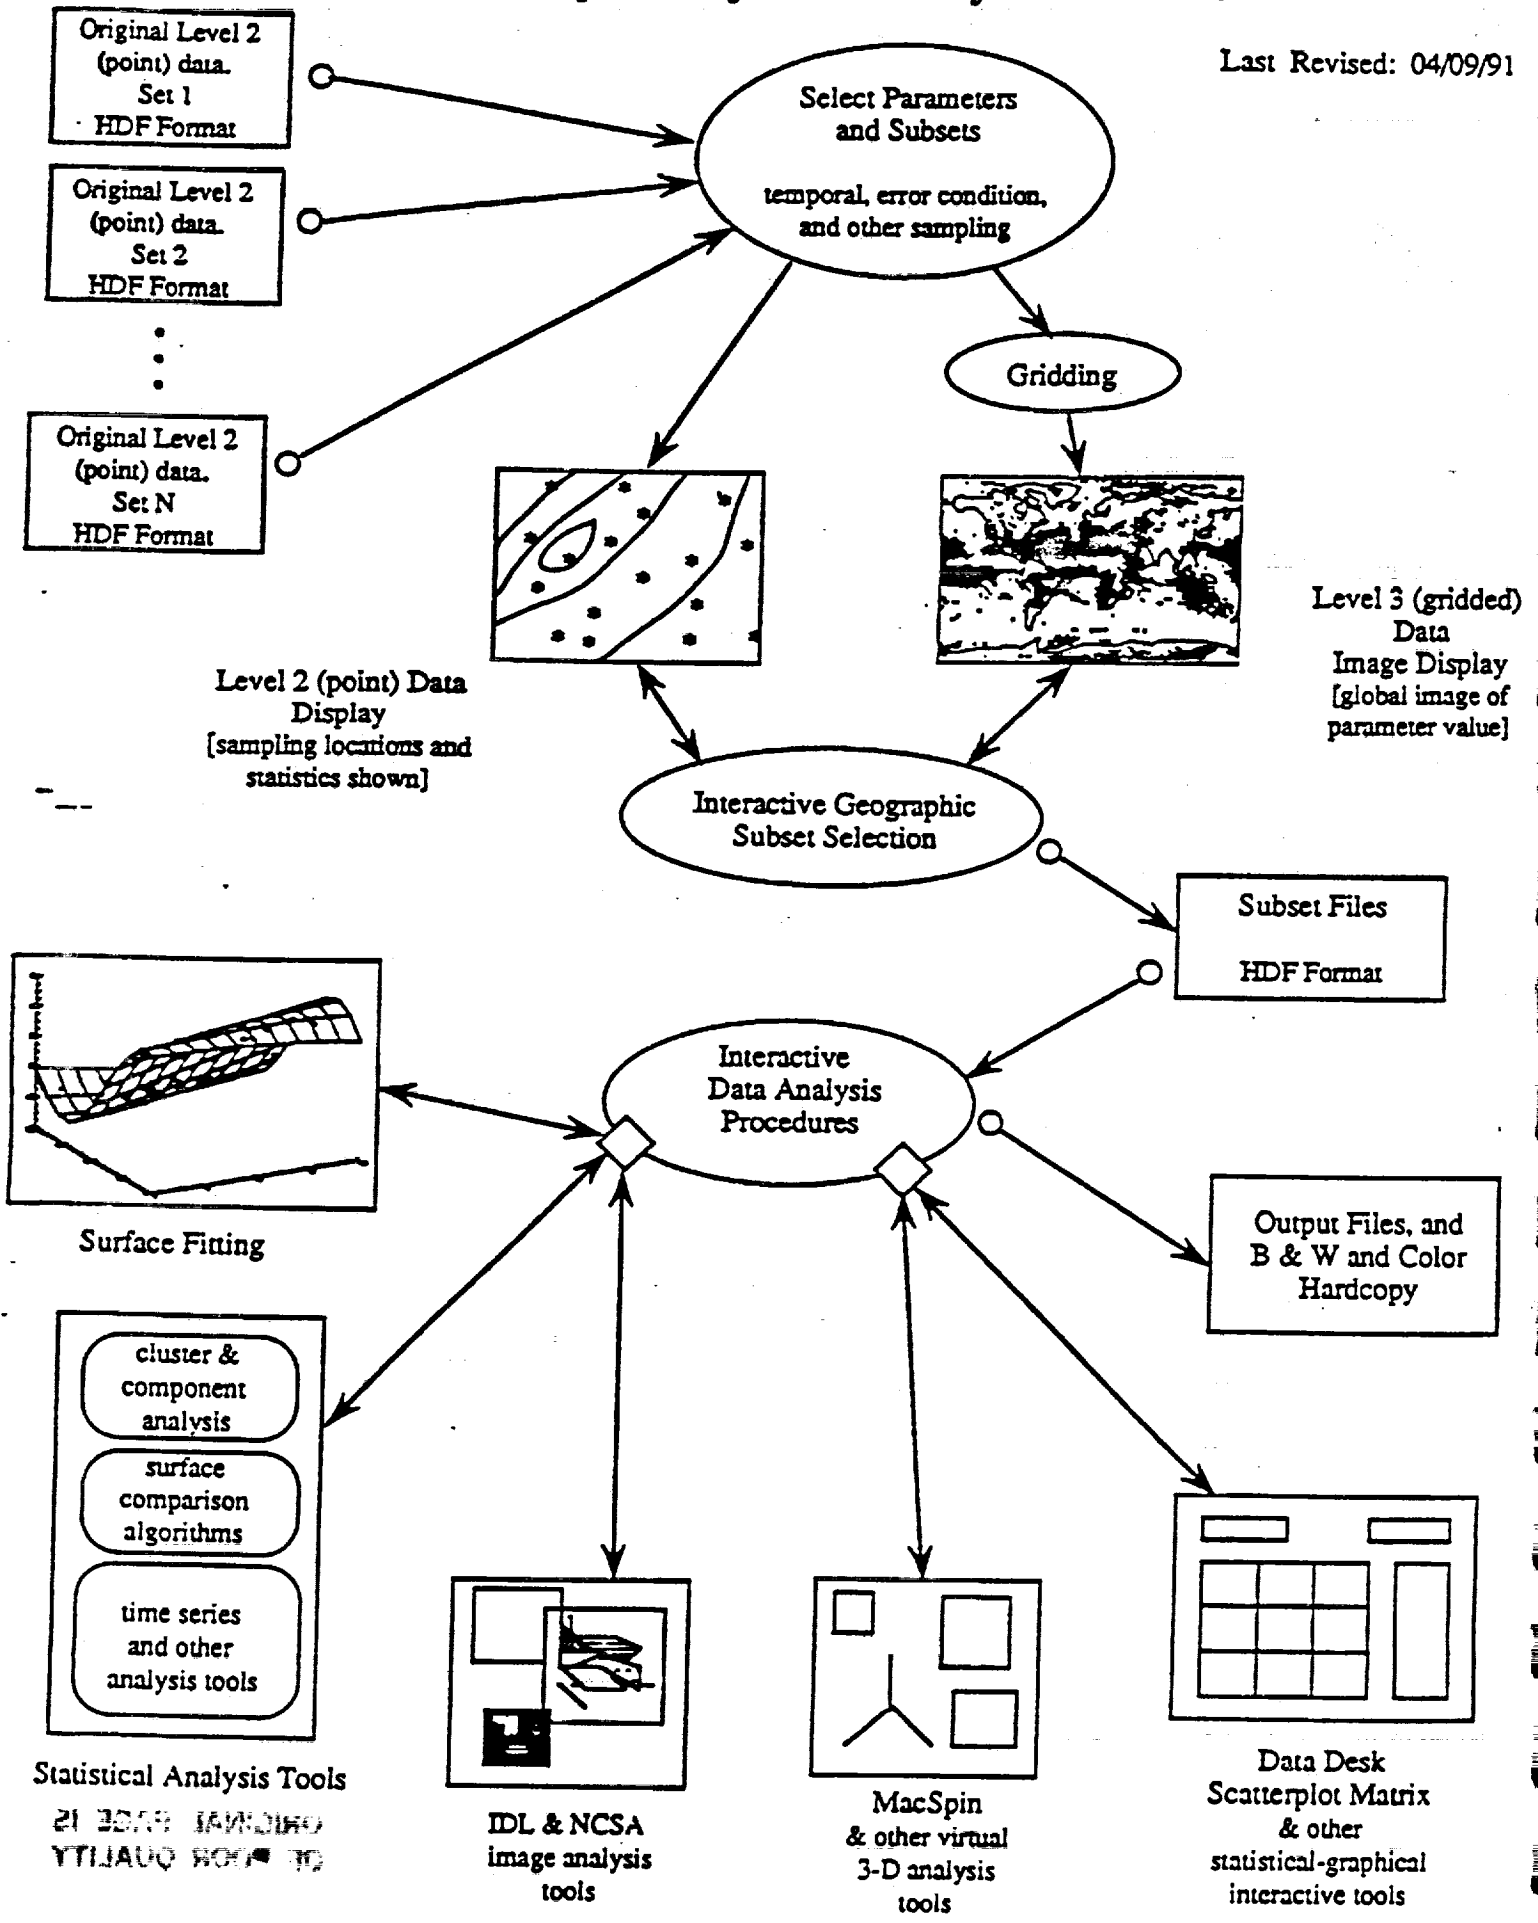 Last Revised: 04/09/91
Original Level 2
(point) data.
Set 1
HDF Format
Select Parameters
and Subsets
temporal, error condition,
and other sampling
Original Level 2
(point) data.
Set 2
HDF Format
Gridding
Original Level 2
(point) data.
Set N
HDF Format
Level 3 (gridded)
Data
Image Display
[global image of
parameter value]
Level 2 (point) Data
Display
[sampling locations and
statistics shown]
Interactive Geographic
Subset Selection
Subset Files
HDF Format
Interactive
Data Analysis
Procedures
Surface Fitting
Output Files, and
B & W and Color
Hardcopy
cluster &
component
analysis
surface
comparison
algorithms
time series
and other
analysis tools
Statistical Analysis Tools
ORIGINAL PAGE IS
OF POOR QUALITY
IDL & NCSA
image analysis
tools
MacSpin
& other virtual
3-D analysis
tools
Data Desk
Scatterplot Matrix
& other
statistical-graphical
interactive tools